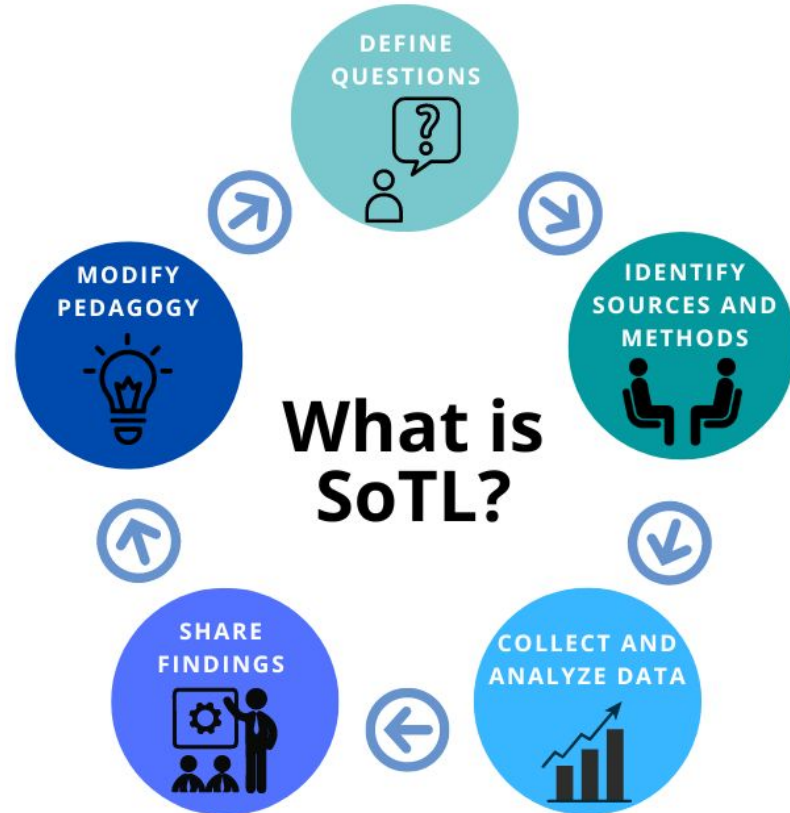 DEFINE
QUESTIONS
?
IDENTIFY
SOURCES AND
METHODS
COLLECT AND
ANALYZE DATA
SHARE
FINDINGS
MODIFY
PEDAGOGY
What is
SoTL?